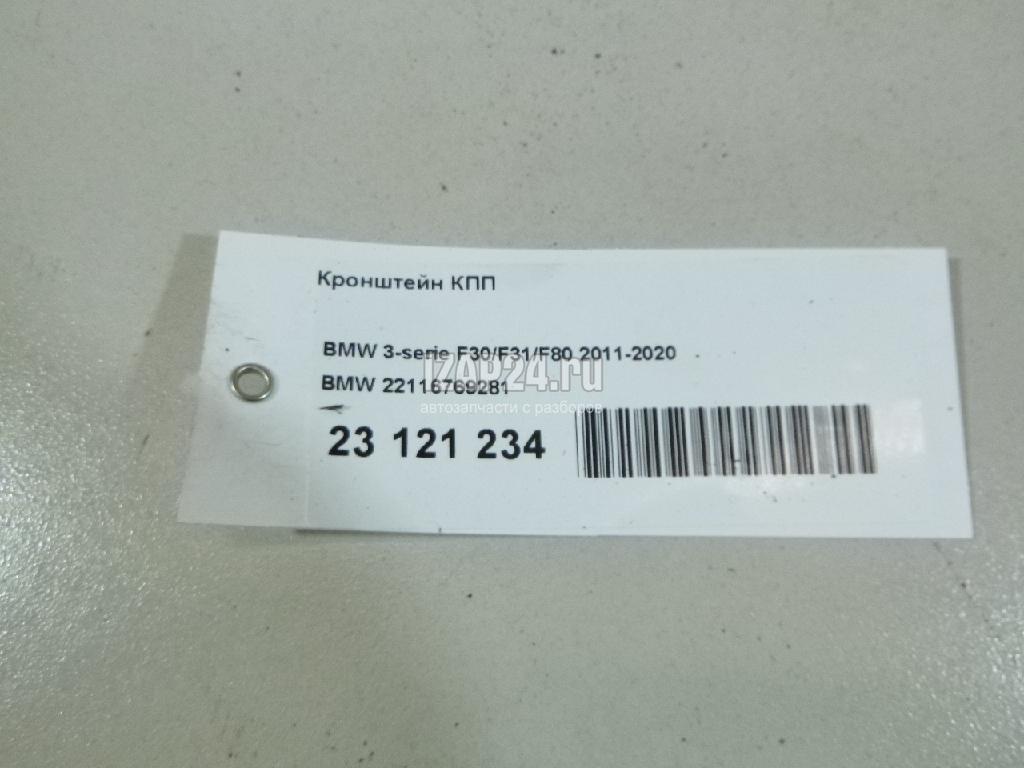 Кронштейн КПП
BMW 3-serie F30/F31/F80 2011-2020
IZAP24.ru
BMW 22116769281
автозапчасти с разборов
23 121 234